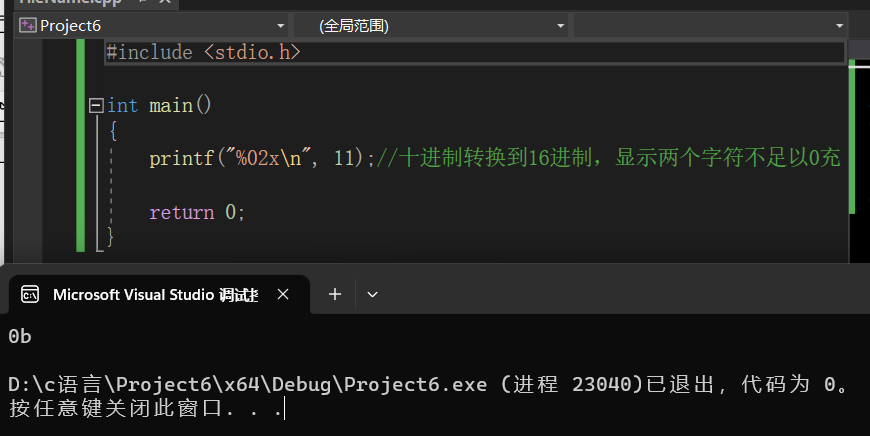 Project6
(全局范围)
#include <stdio.h>
int main()
{
printf("%02x\n", 11);//十进制转换到16进制，显示两个字符不足以0充
return 0;
}
Microsoft Visual Studio 调试
0b
D:\c语言\Project6\x64\Debug\Project6.exe (进程 23040)已退出，代码为 0。
按任意键关闭此窗口. . .